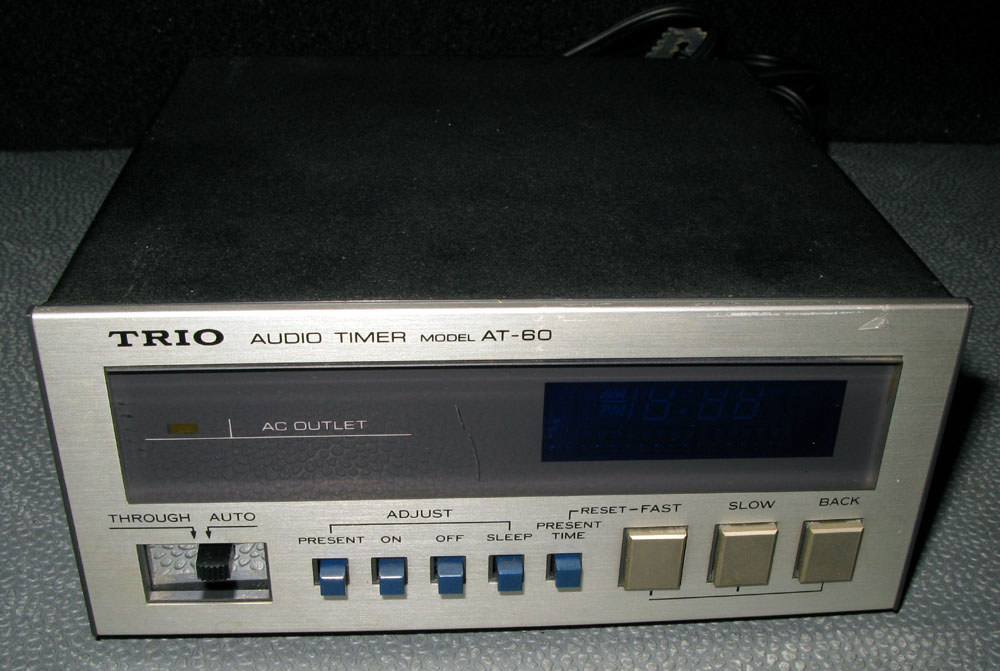 TRIO AUDIO TIMER MODEL AT-60
AC OUTLET
THROUGH AUTO
ADJUST
PRESENT ON OFF SLEEP
PRESENT TIME
RESET-FAST SLOW BACK